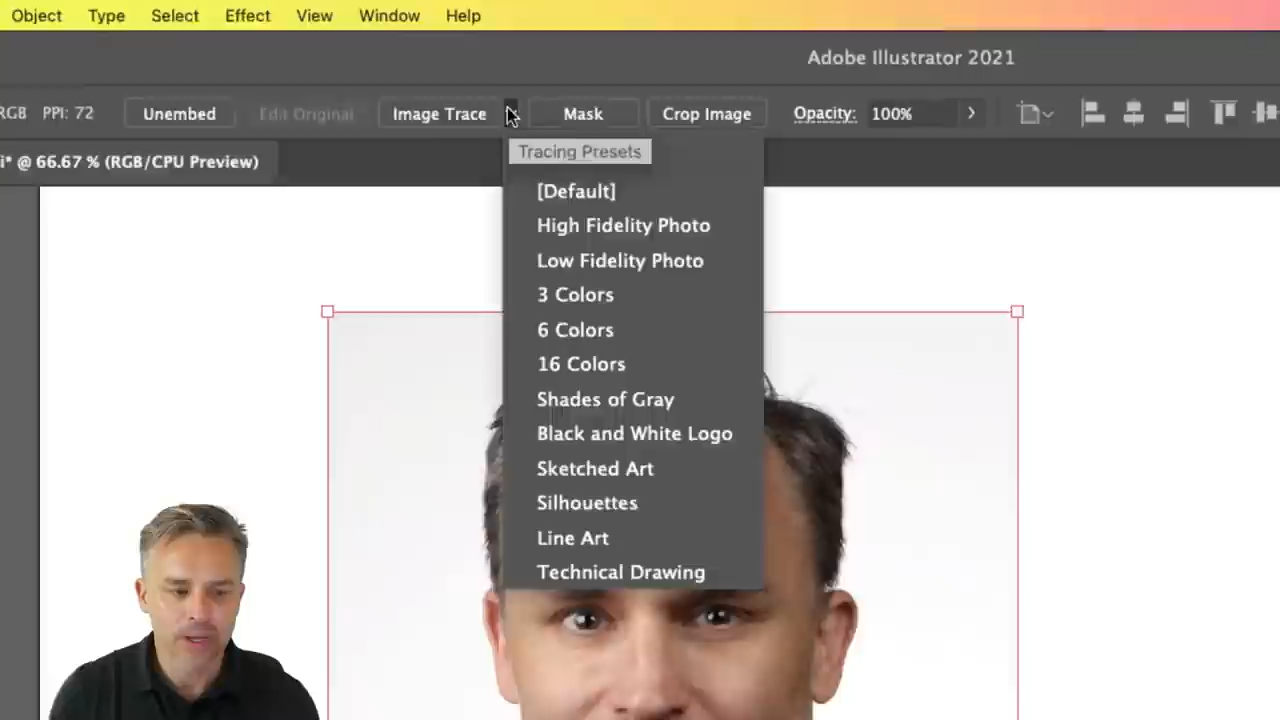 Object Type Select Effect View Window Help
Adobe Illustrator 2021
RGB PPI: 72 Unembed Edit Original Image Trace Mask Crop Image Opacity: 100%
i* @ 66.67 % (RGB/CPU Preview)
Tracing Presets
[Default]
High Fidelity Photo
Low Fidelity Photo
3 Colors
6 Colors
16 Colors
Shades of Gray
Black and White Logo
Sketched Art
Silhouettes
Line Art
Technical Drawing